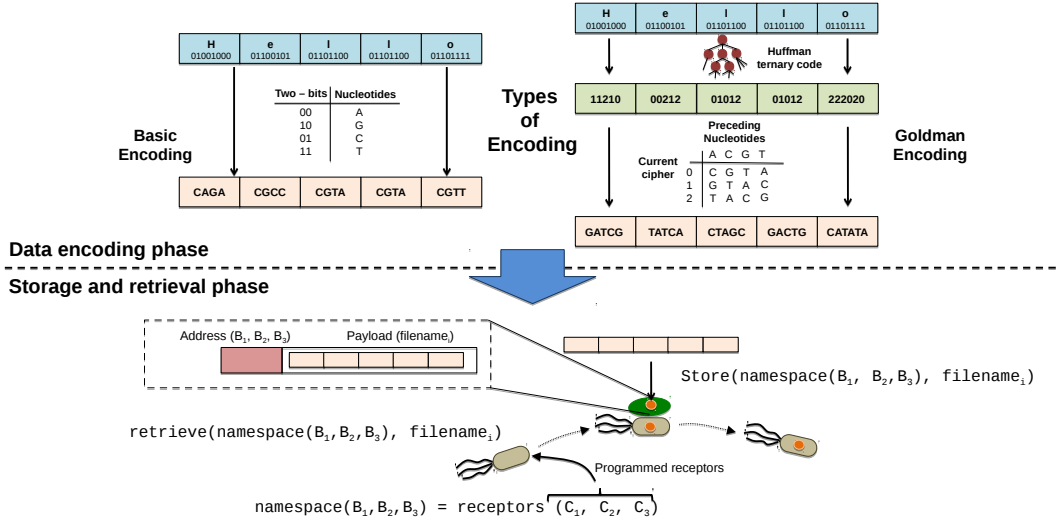 H e l l o
01001000 01100101 01101100 01101100 01101111
Two – bits Nucleotides
00 A
10 G
01 C
11 T
Basic
Encoding
CAGA CGCC CGTA CGTA CGTT
Types
of
Encoding
H e l l o
01001000 01100101 01101100 01101100 01101111
Huffman
ternary code
11210 00212 01012 01012 222020
Preceding
Nucleotides
Current
cipher
A C G T
0 C G T A
1 G T A C
2 T A C G
Goldman
Encoding
GATCG TATCA CTAGC GACTG CATATA
Data encoding phase
Storage and retrieval phase
Address (B1, B2, B3) Payload (filenamei)
Store(namespace(B1, B2,B3), filenamei)
retrieve(namespace(B1,B2,B3), filenamei)
Programmed receptors
namespace(B1,B2,B3) = receptors (C1, C2, C3)